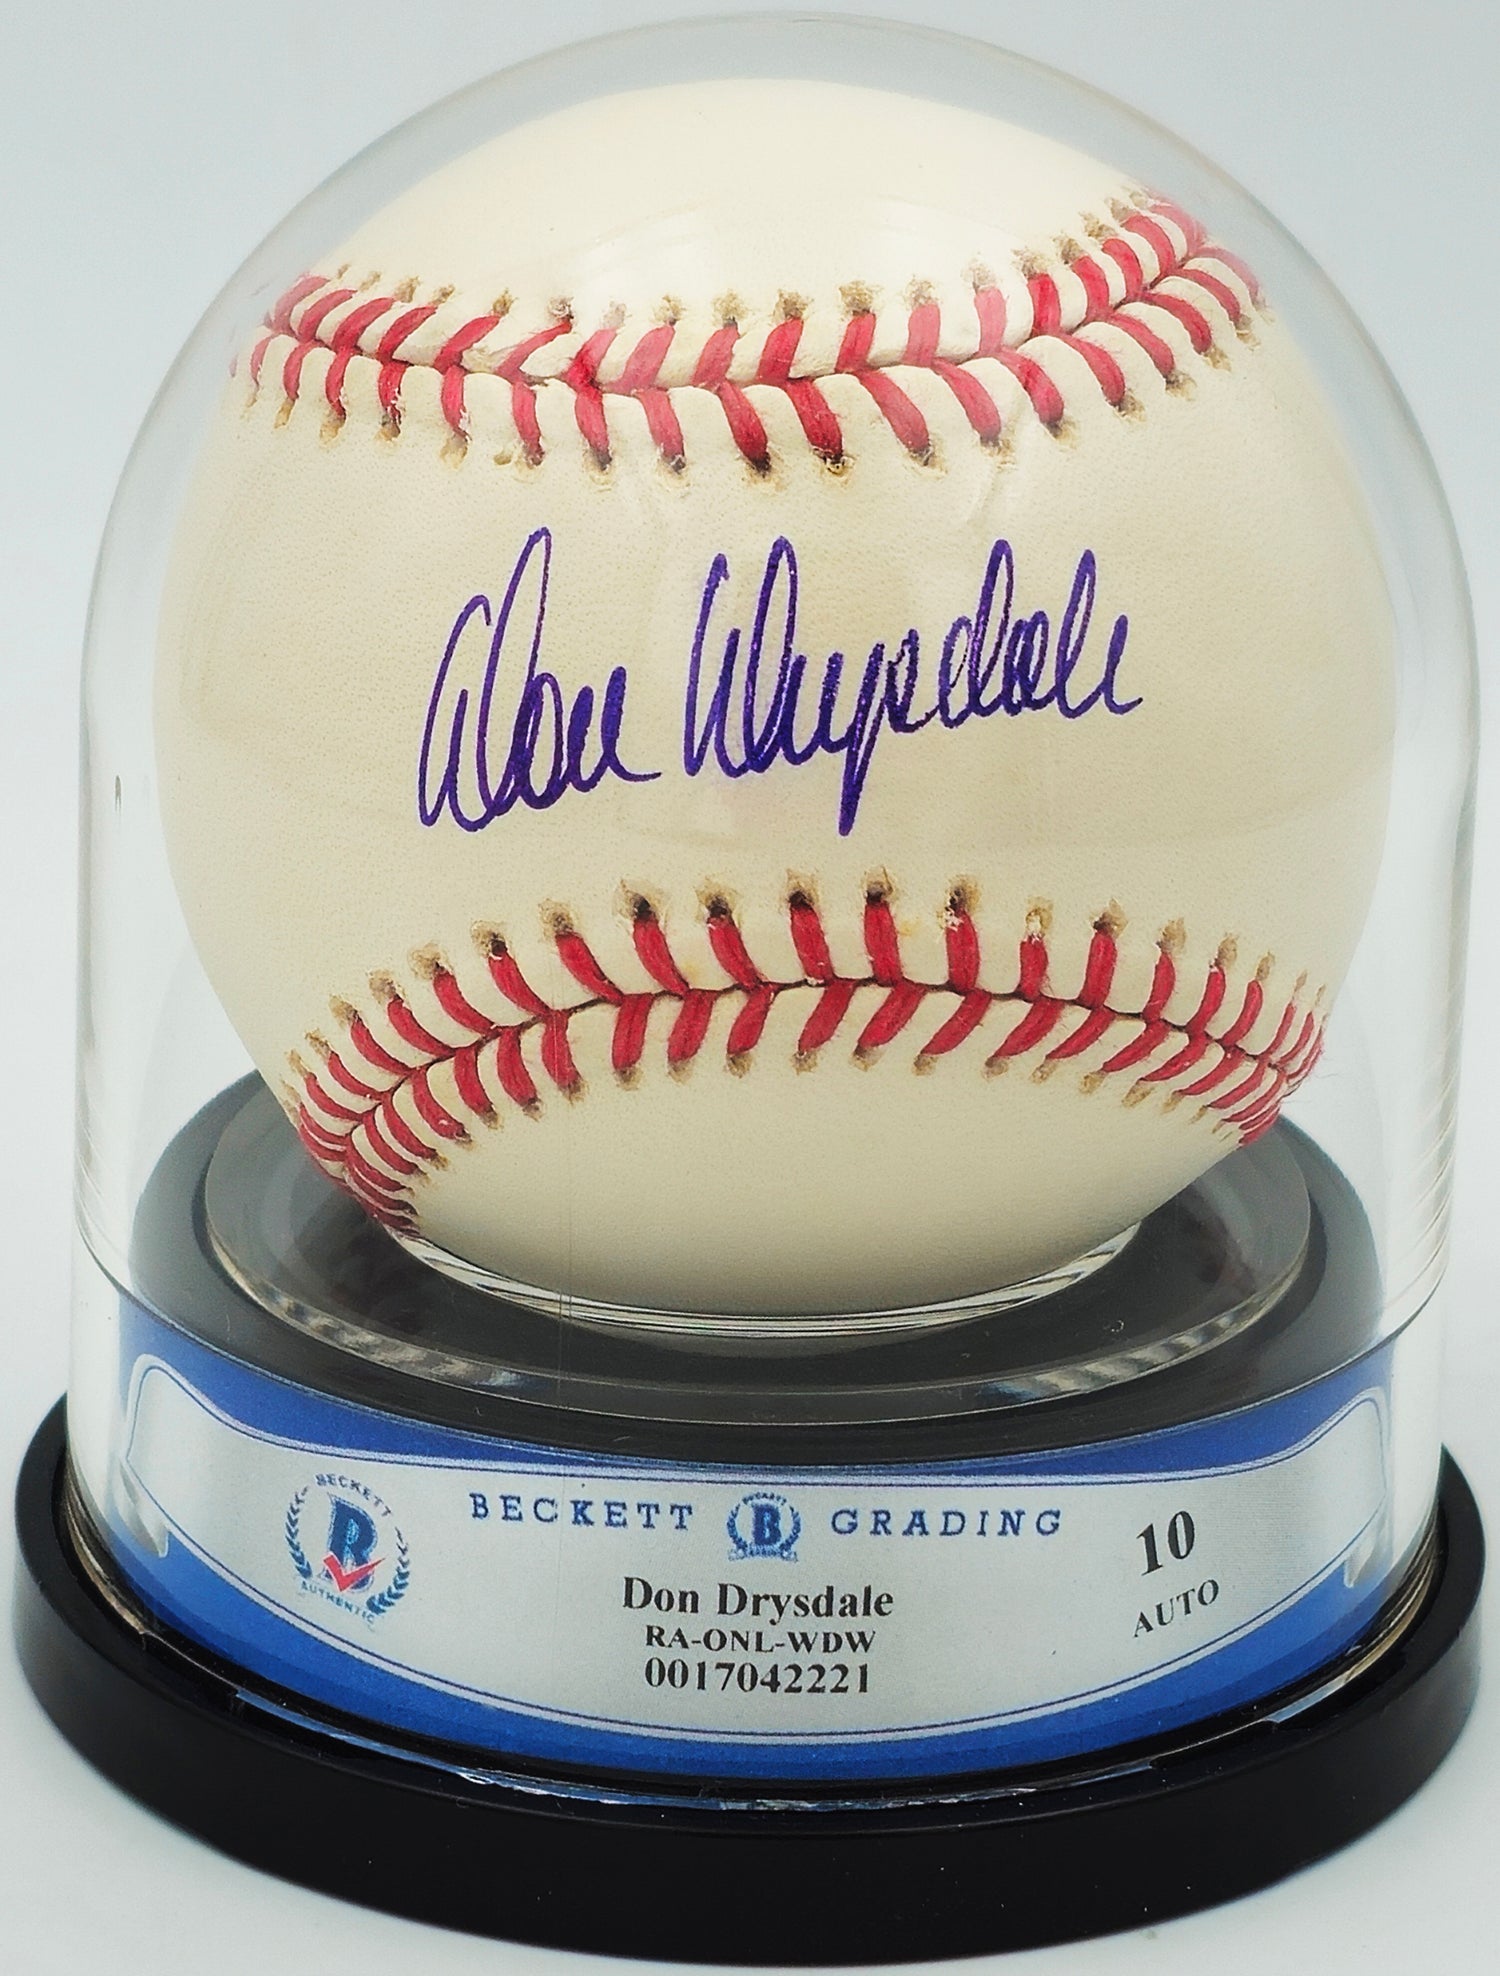 Don Drysdale
BECKETT
AUTHENTIC
BECKETT B GRADING
Don Drysdale
RA-ONL-WDW
0017042221
10
AUTO